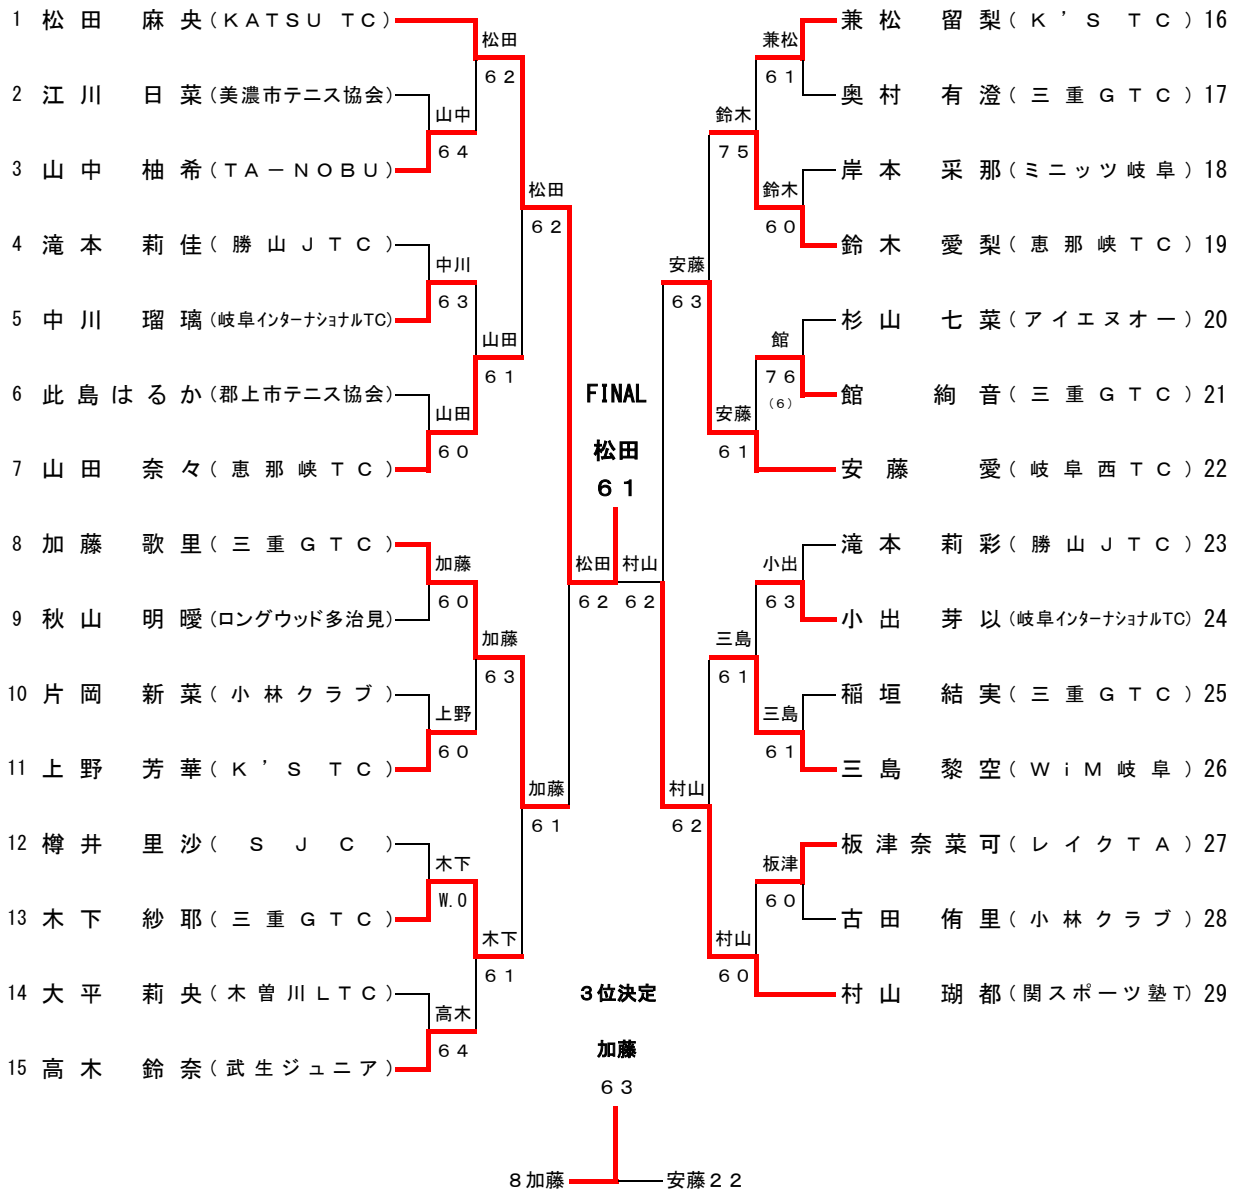 1 松田 麻央(KATSU TC)
2 江川 日菜(美濃市テニス協会)
3 山中 柚希(TA－NOBU)
4 滝本 莉佳(勝山JTC)
5 中川 瑠璃(岐阜インターナショナルTC)
6 此島はるか(郡上市テニス協会)
7 山田 奈々(恵那峡TC)
8 加藤 歌里(三重GTC)
9 秋山 明曖(ロングウッド多治見)
10 片岡 新菜(小林クラブ)
11 上野 芳華(K'S TC)
12 樽井 里沙(SJC)
13 木下 紗耶(三重GTC)
14 大平 莉央(木曽川LTC)
15 高木 鈴奈(武生ジュニア)
松田
62
山中
64
松田
62
中川
63
山田
61
山田
60
加藤
60
加藤
63
上野
60
加藤
61
木下
W.O
木下
61
高木
64
松田
62
FINAL
松田
61
村山
62
3位決定
加藤
63
8加藤
安藤22
兼松
61
鈴木
75
鈴木
60
安藤
63
館
76
(6)
安藤
61
小出
63
三島
61
三島
61
村山
62
板津
60
村山
60
兼松 留梨(K'S TC) 16
奥村 有澄(三重GTC) 17
岸本 采那(ミニッツ岐阜) 18
鈴木 愛梨(恵那峡TC) 19
杉山 七菜(アイエヌオー) 20
館 絢音(三重GTC) 21
安藤 愛(岐阜西TC) 22
滝本 莉彩(勝山JTC) 23
小出 芽以(岐阜インターナショナルTC) 24
稲垣 結実(三重GTC) 25
三島 黎空(WiM岐阜) 26
板津奈菜可(レイクTA) 27
古田 侑里(小林クラブ) 28
村山 瑚都(関スポーツ塾T) 29